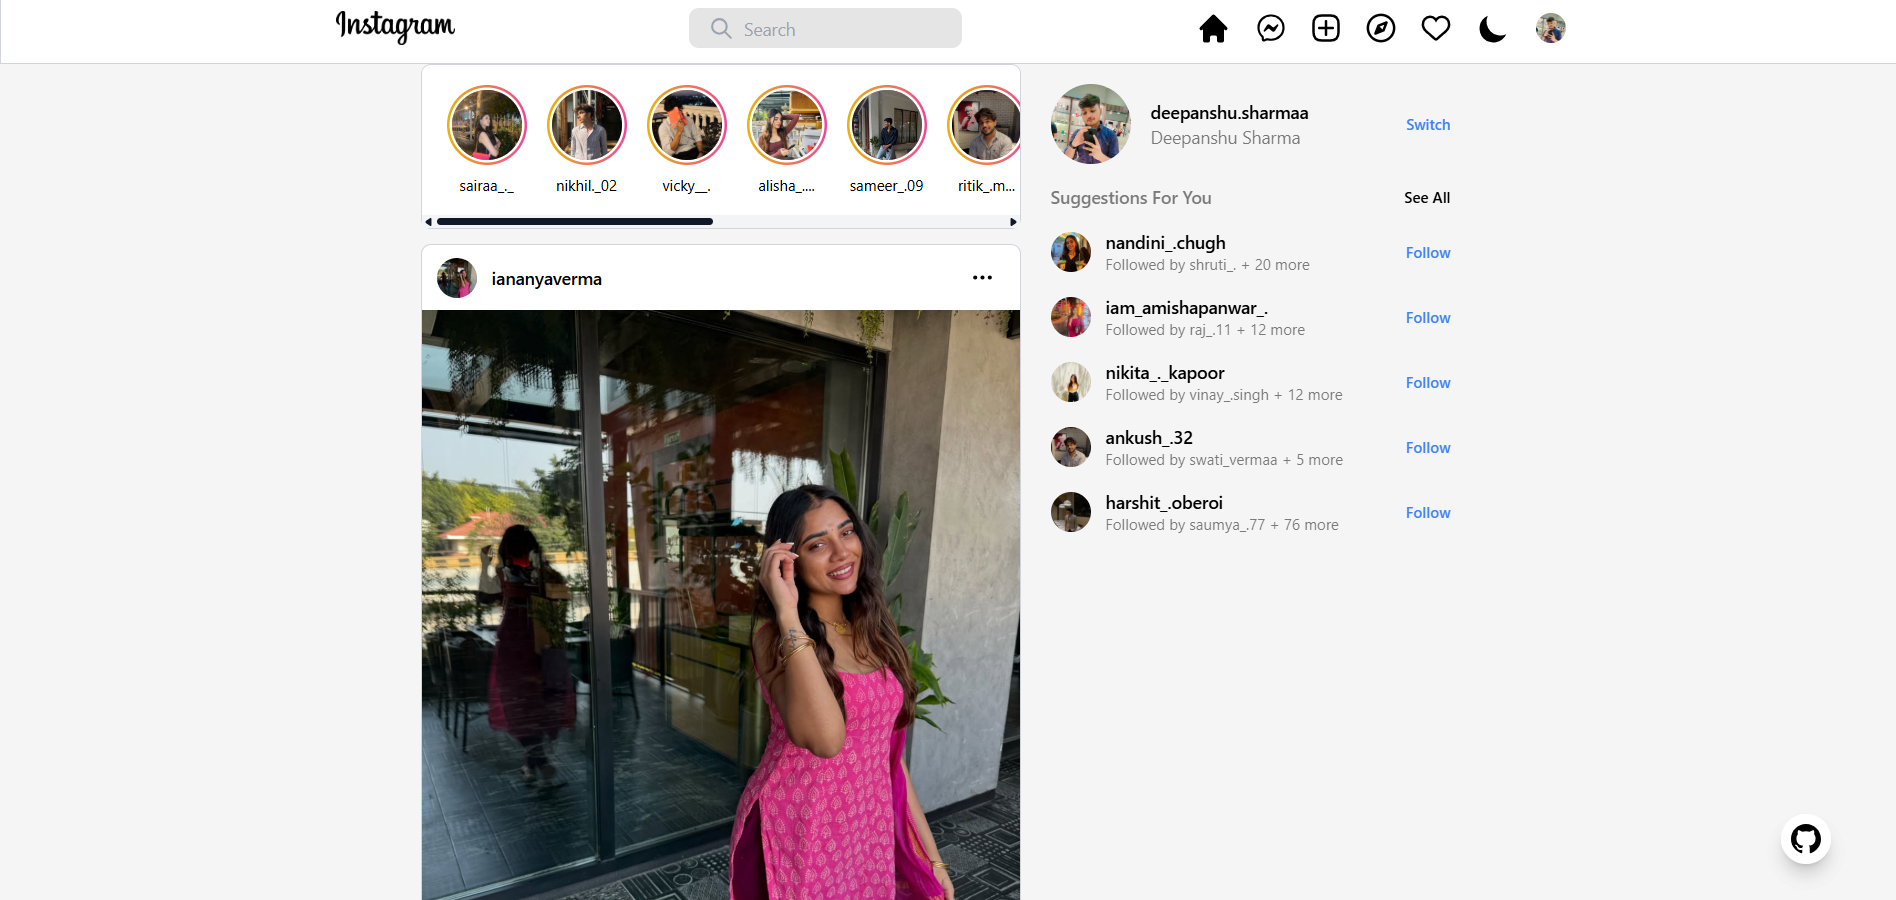 Instagram
Search
sairaa_._
nikhil._02
vicky__.
alisha_....
sameer_.09
ritik_.m...
iananyaverma
deepanshu.sharmaa
Deepanshu Sharma
Switch
Suggestions For You
See All
nandini_.chugh
Followed by shruti_. + 20 more
Follow
iam_amishapanwar_.
Followed by raj_.11 + 12 more
Follow
nikita_._kapoor
Followed by vinay_.singh + 12 more
Follow
ankush_.32
Followed by swati_vermaa + 5 more
Follow
harshit_.oberoi
Followed by saumya_.77 + 76 more
Follow